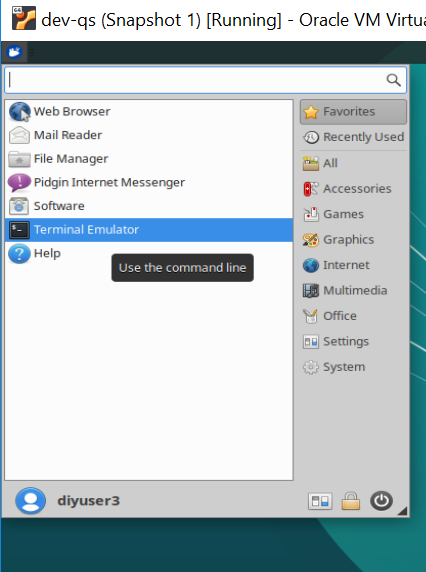 dev-qs (Snapshot 1) [Running] - Oracle VM
Web Browser
Mail Reader
File Manager
Pidgin Internet Messenger
Software
Terminal Emulator
Help
Use the command line
Favorites
Recently Used
All
Accessories
Games
Graphics
Internet
Multimedia
Office
Settings
System
diyuser3